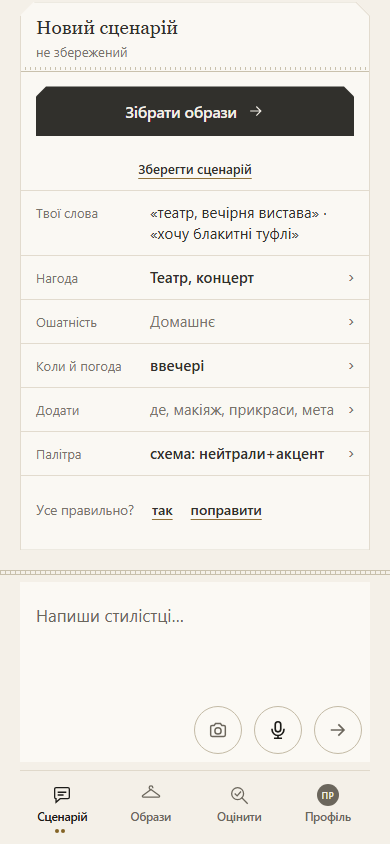 Новий сценарій
не збережений
Зібрати образи →
Зберегти сценарій
Твої слова
«театр, вечірня вистава» ·
«хочу блакитні туфлі»
Нагода Театр, концерт ›
Ошатність Домашнє ›
Коли й погода ввечері ›
Додати де, макіяж, прикраси, мета ›
Палітра схема: нейтрали+акцент ›
Усе правильно? так поправити
Напиши стилістці...
ПР
Сценарій Образи Оцінити Профіль